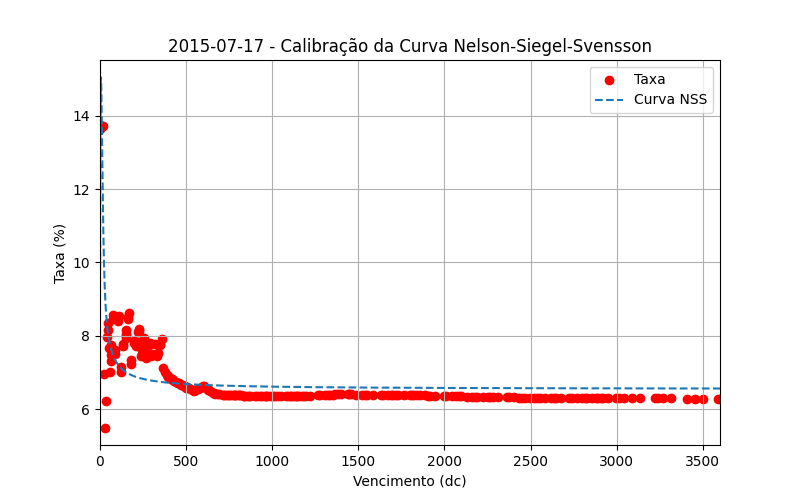 2015-07-17 - Calibração da Curva Nelson-Siegel-Svensson
Taxa
Curva NSS
Taxa (%)
14
12
10
8
6
0 500 1000 1500 2000 2500 3000 3500
Vencimento (dc)